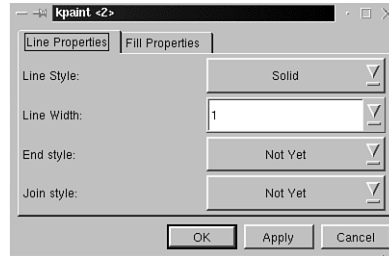 kpaint <2>
Line Properties Fill Properties
Line Style: Solid
Line Width: 1
End style: Not Yet
Join style: Not Yet
OK Apply Cancel